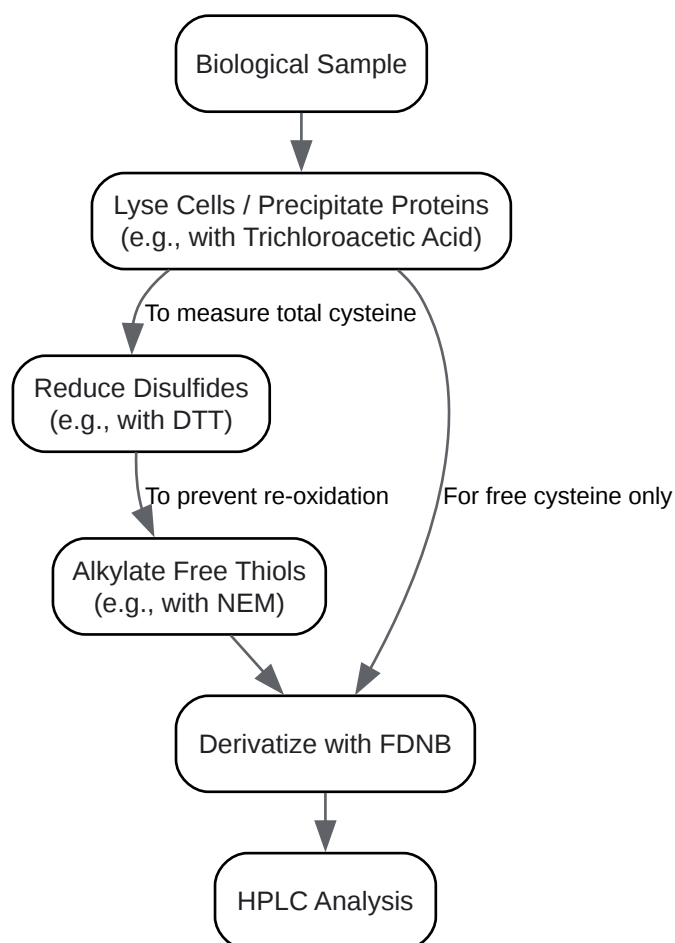 Biological Sample
Lyse Cells / Precipitate Proteins
(e.g., with Trichloroacetic Acid)
To measure total cysteine
Reduce Disulfides
(e.g., with DTT)
To prevent re-oxidation
For free cysteine only
Alkylate Free Thiols
(e.g., with NEM)
Derivatize with FDNB
HPLC Analysis